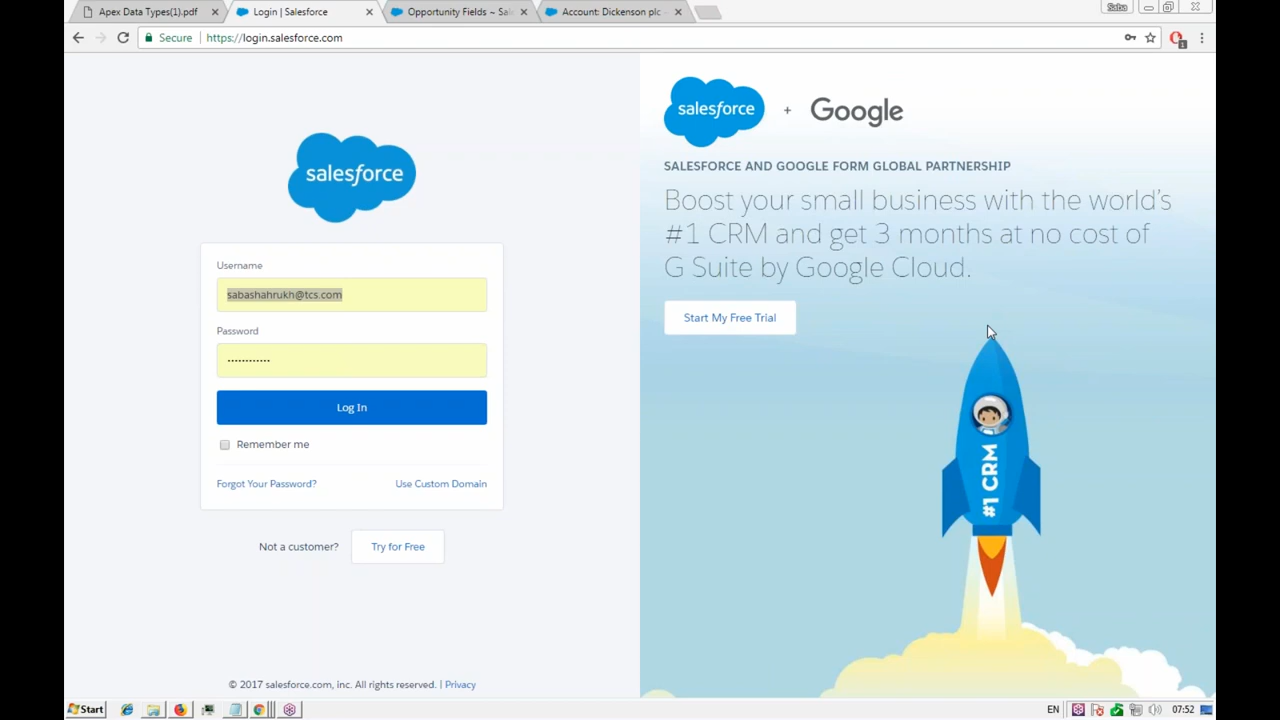 Apex Data Types(1).pdf
Login | Salesforce
Opportunity Fields ~ Sal
Account: Dickenson plc
Saba
Secure
https://login.salesforce.com
1
salesforce
Username
sabashahrukh@tcs.com
Password
Log In
Remember me
Forgot Your Password?
Use Custom Domain
Not a customer?
Try for Free
© 2017 salesforce.com, inc. All rights reserved. | Privacy
salesforce + Google
SALESFORCE AND GOOGLE FORM GLOBAL PARTNERSHIP
Boost your small business with the world's
#1 CRM and get 3 months at no cost of
G Suite by Google Cloud.
Start My Free Trial
#1 CRM
Start
EN
07:52